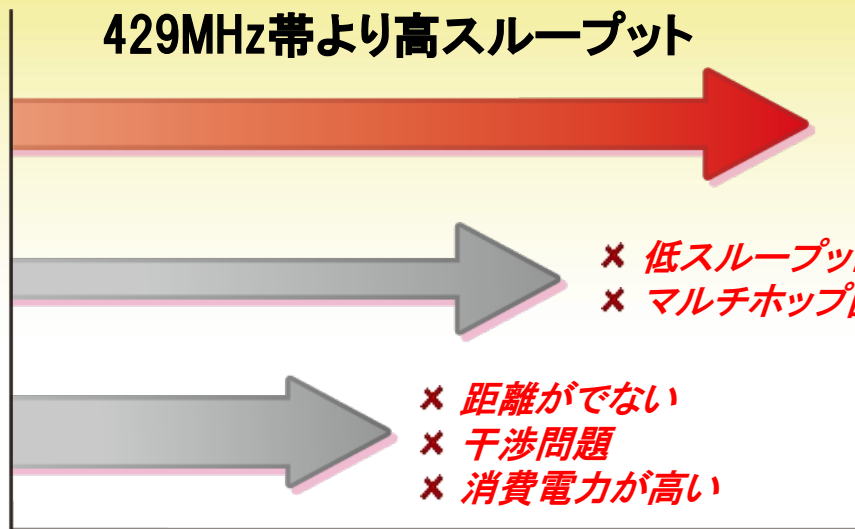 429MHz帯より高スループット
× 低スループッ
× マルチホップ
× 距離がでない
× 干渉問題
× 消費電力が高い